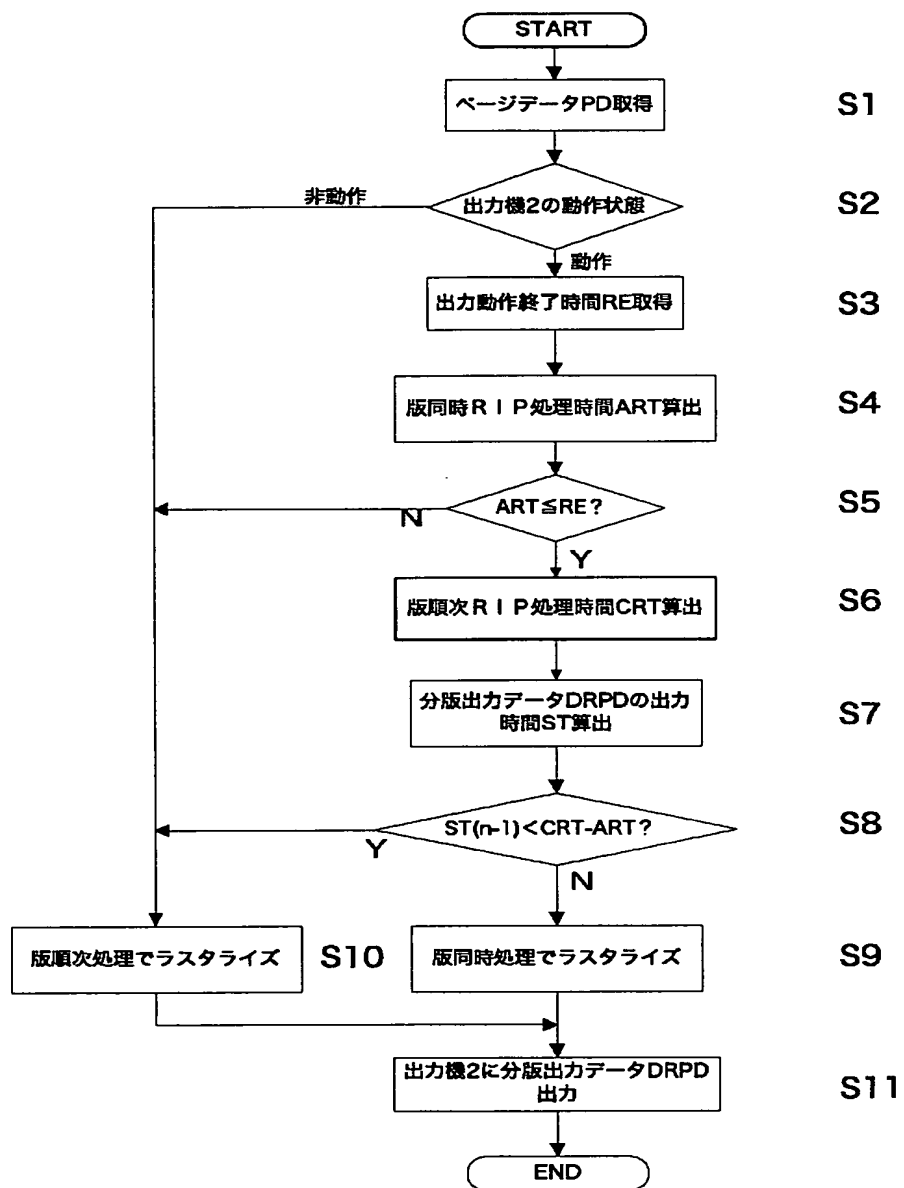 START
ページデータPD取得
S1
非動作
出力機2の動作状態
S2
動作
出力動作終了時間RE取得
S3
版同時RIP処理時間ART算出
S4
ART≦RE?
S5
N
Y
版順次RIP処理時間CRT算出
S6
分版出力データDRPDの出力
時間ST算出
S7
ST(n-1)<CRT-ART?
S8
Y
N
版順次処理でラスタライズ
S10
版同時処理でラスタライズ
S9
出力機2に分版出力データDRPD
出力
S11
END